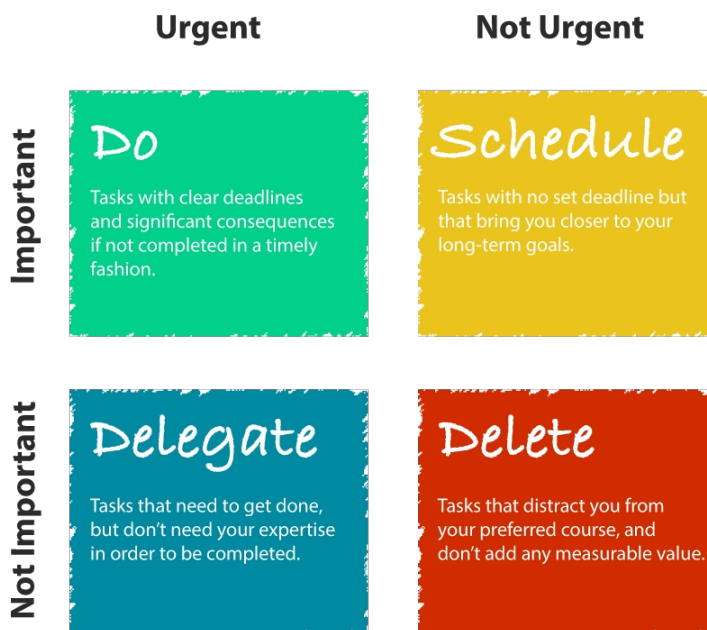 Urgent
Not Urgent
Important
Do
Tasks with clear deadlines
and significant consequences
if not completed in a timely
fashion.
Schedule
Tasks with no set deadline but
that bring you closer to your
long-term goals.
Not Important
Delegate
Tasks that need to get done,
but don’t need your expertise
in order to be completed.
Delete
Tasks that distract you from
your preferred course, and
don’t add any measurable value.